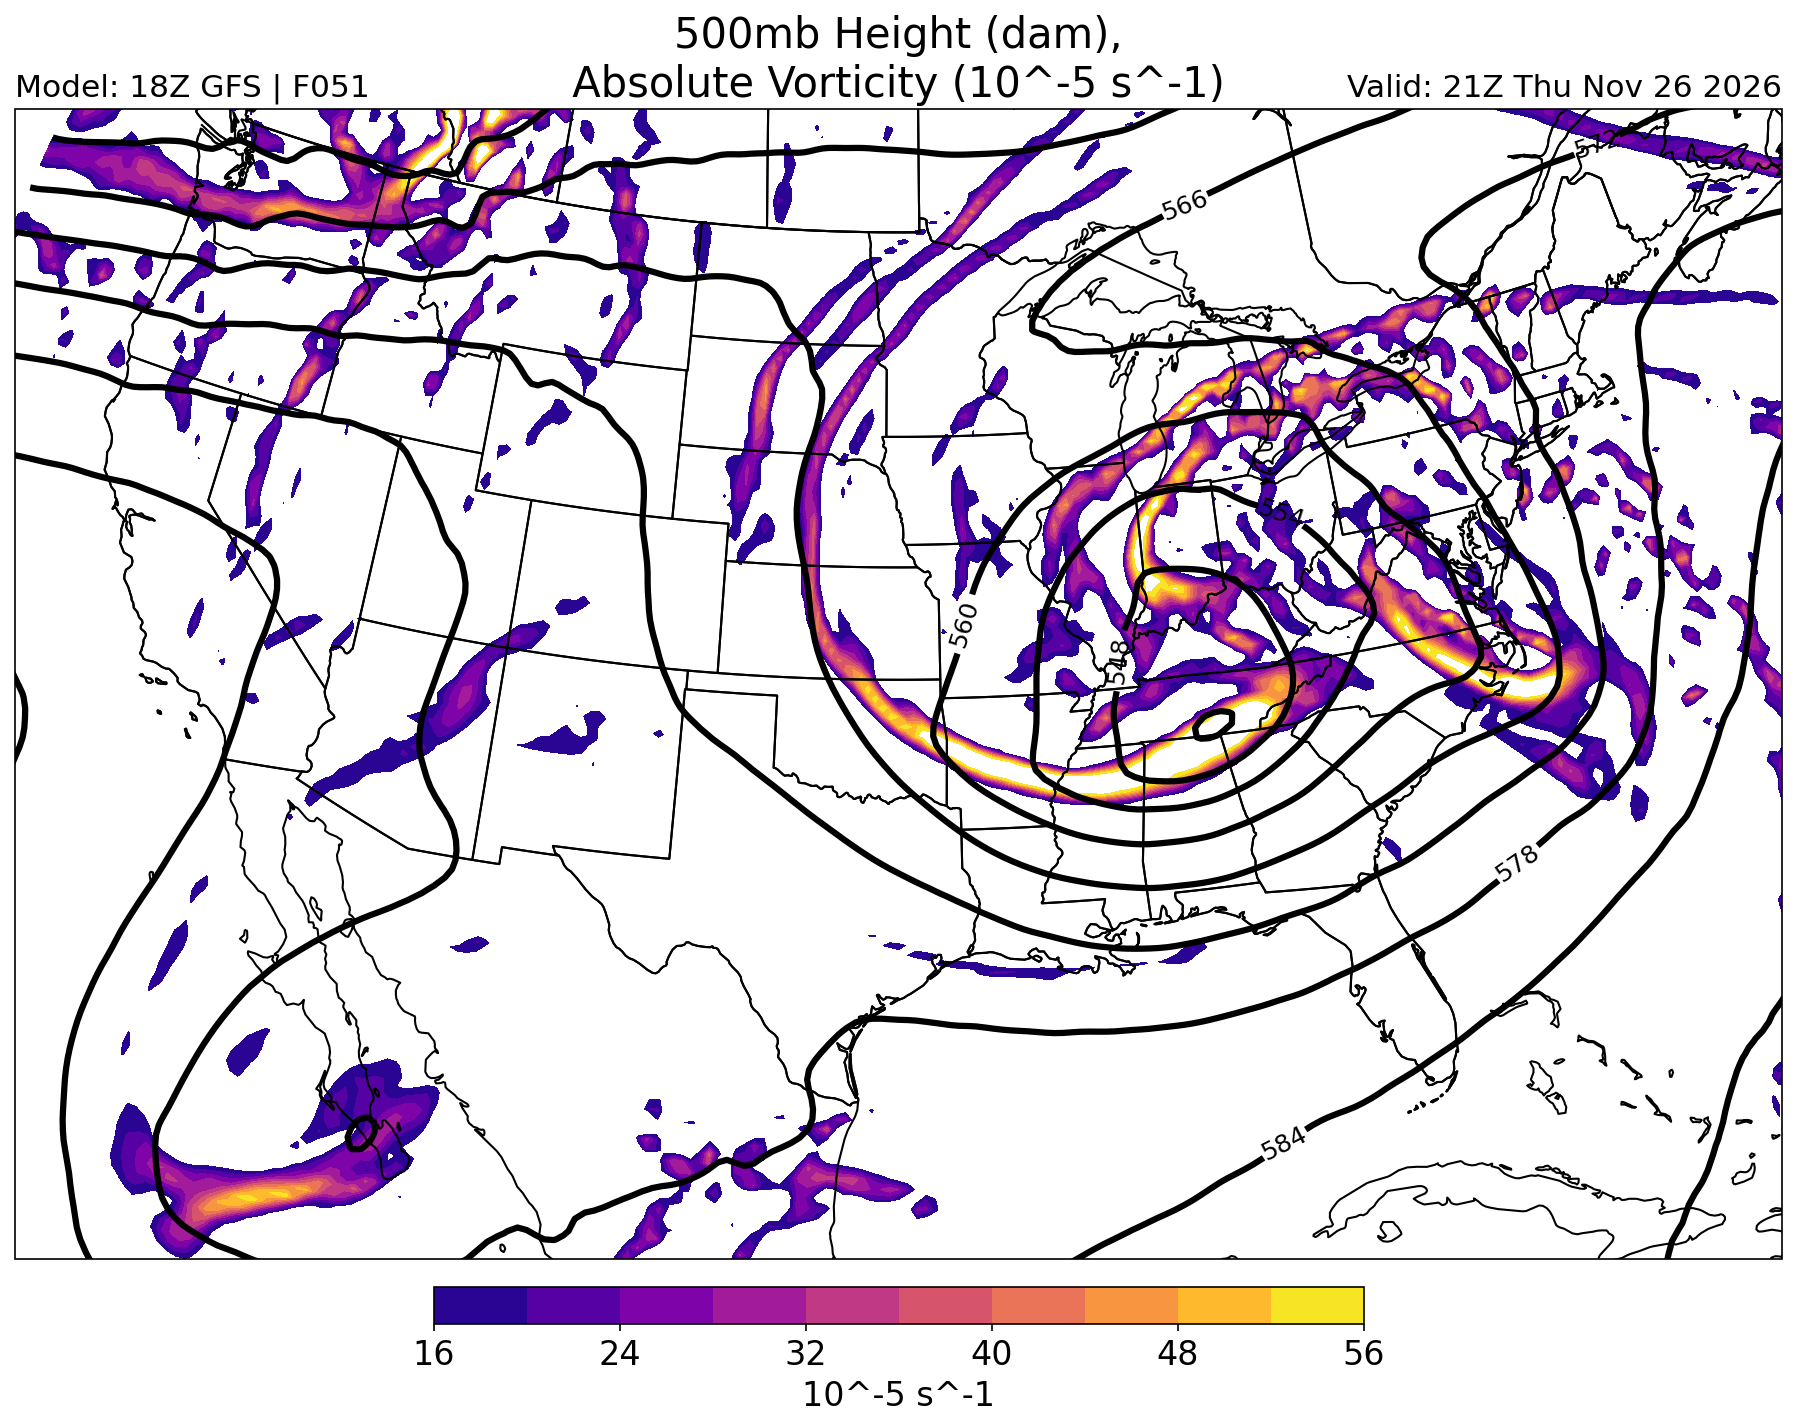 500mb Height (dam),
Model: 18Z GFS | F051
Absolute Vorticity (10^-5 s^-1)
Valid: 21Z Thu Nov 26 2026
572
566
554
560
548
578
584
16
24
32
40
48
56
10^-5 s^-1